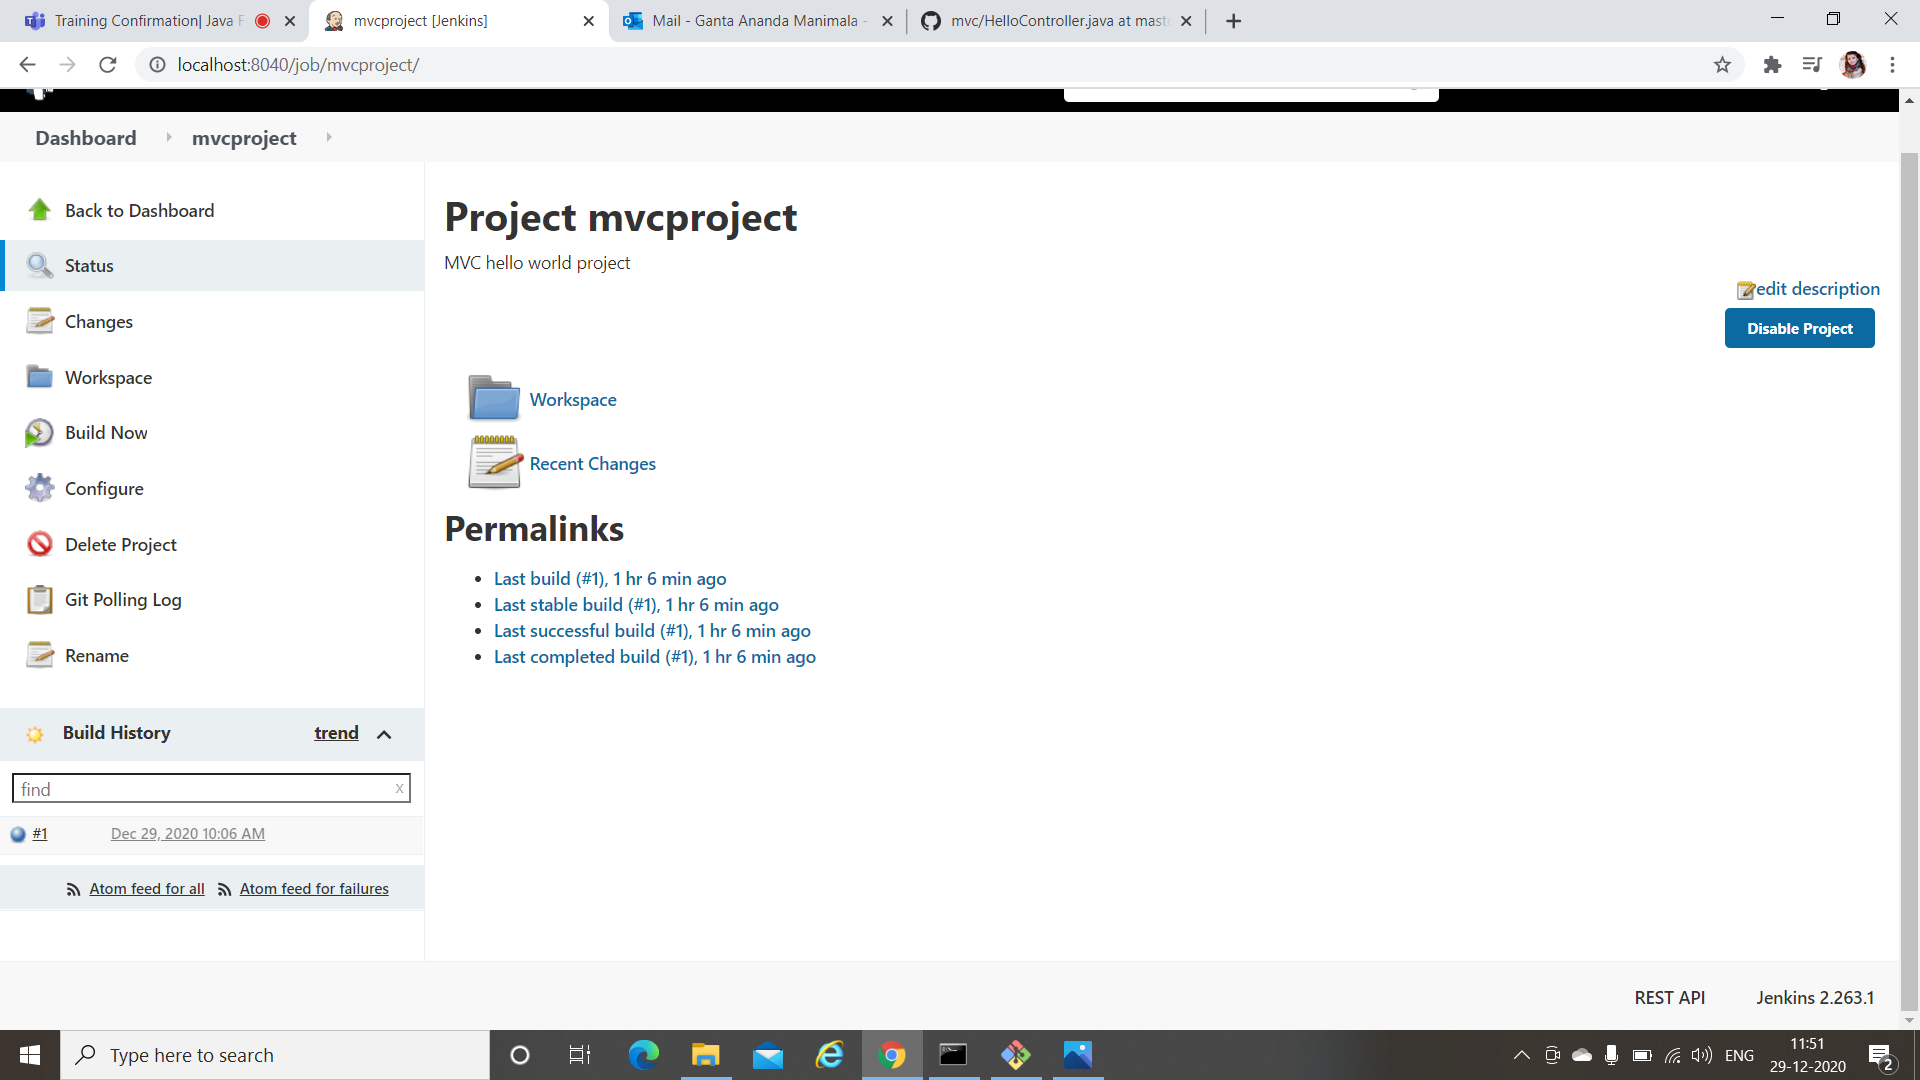 Training Confirmation| Java F
mvcproject [Jenkins]
Mail - Ganta Ananda Manimala -
mvc/HelloController.java at mast
localhost:8040/job/mvcproject/
Dashboard
mvcproject
Back to Dashboard
Status
Changes
Workspace
Build Now
Configure
Delete Project
Git Polling Log
Rename
Build History
trend
find
x
#1
Dec 29, 2020 10:06 AM
Atom feed for all
Atom feed for failures
Project mvcproject
MVC hello world project
edit description
Disable Project
Workspace
Recent Changes
Permalinks
Last build (#1), 1 hr 6 min ago
Last stable build (#1), 1 hr 6 min ago
Last successful build (#1), 1 hr 6 min ago
Last completed build (#1), 1 hr 6 min ago
REST API
Jenkins 2.263.1
Type here to search
ENG
11:51
29-12-2020
2